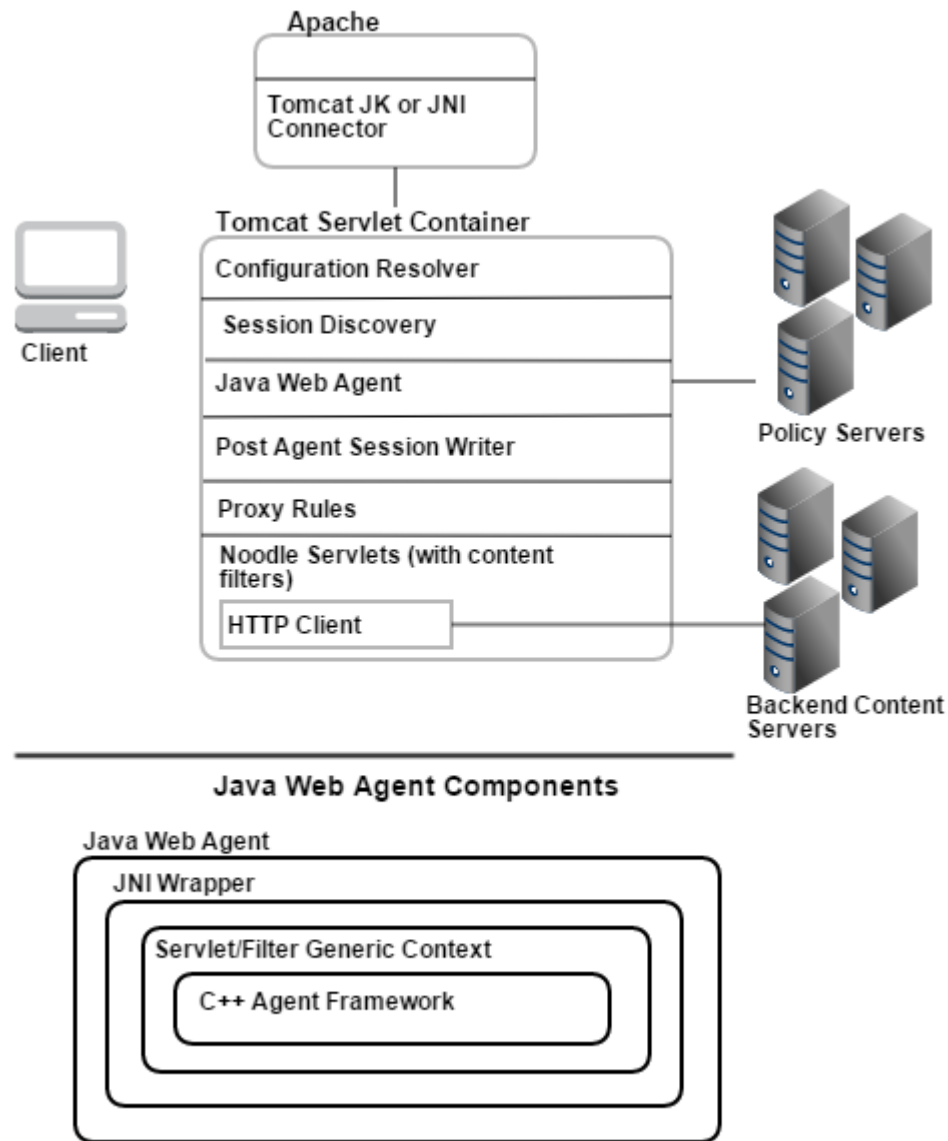 Apache
Tomcat JK or JNI
Connector
Tomcat Servlet Container
Configuration Resolver
Session Discovery
Java Web Agent
Post Agent Session Writer
Proxy Rules
Noodle Servlets (with content
filters)
HTTP Client
Client
Policy Servers
Backend Content
Servers
Java Web Agent Components
Java Web Agent
JNI Wrapper
Servlet/Filter Generic Context
C++ Agent Framework